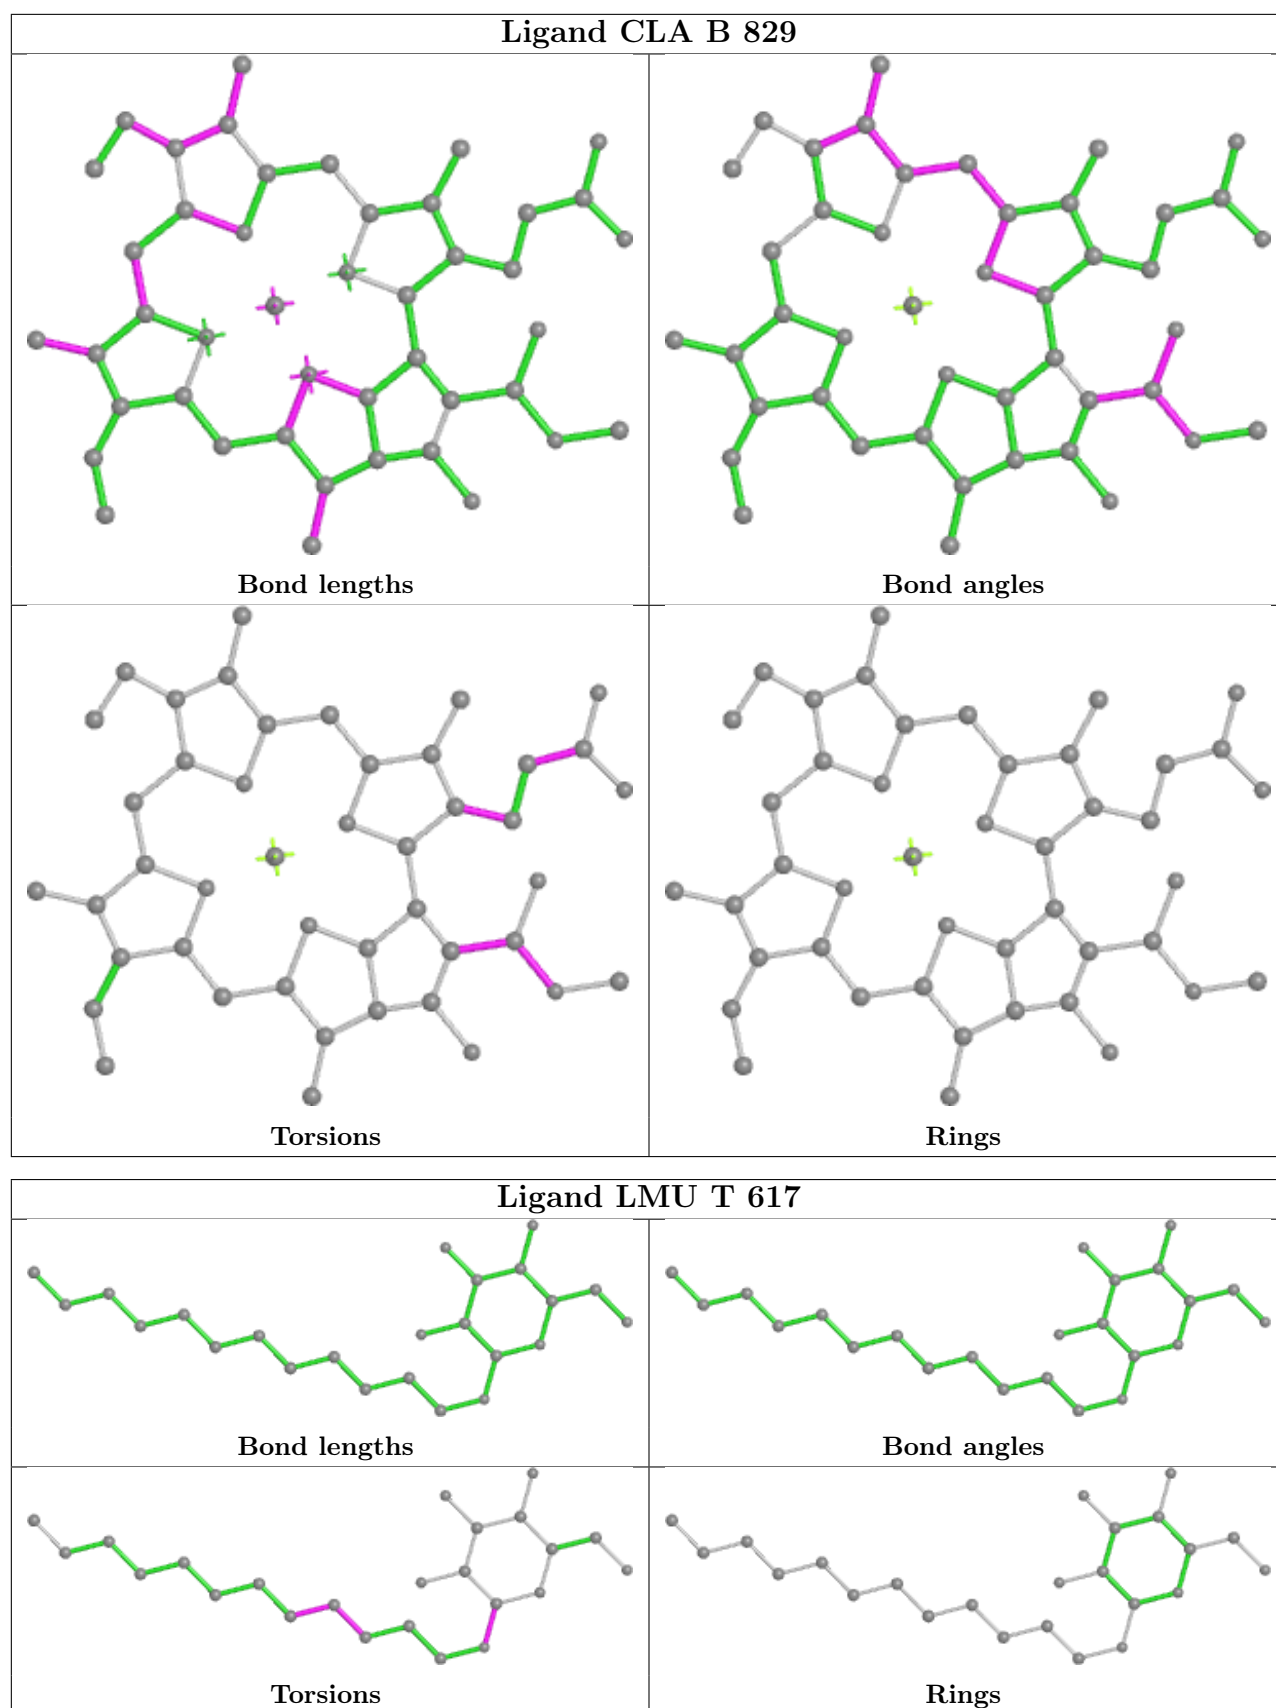 Ligand CLA B 829
Bond lengths
Bond angles
Torsions
Rings
Ligand LMU T 617
Bond lengths
Bond angles
Torsions
Rings